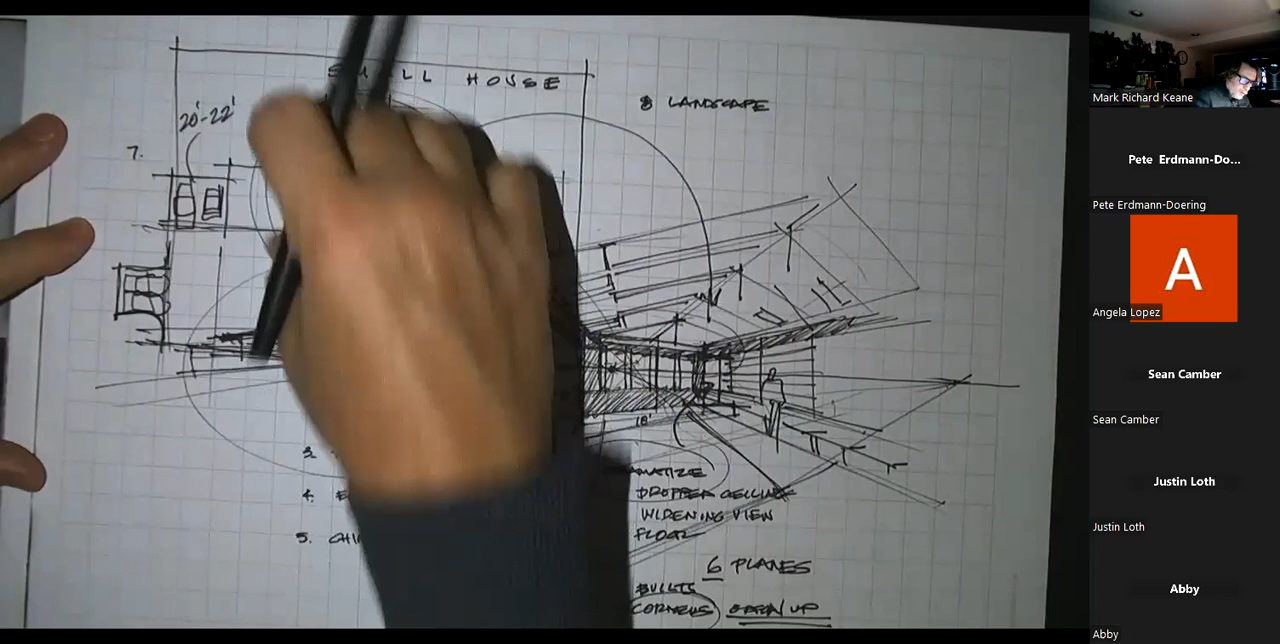 HOUSE
8 LANDSCAPE
20'-22'
7.
18'
3.
DROPPED CEILING
4.
WIDENING VIEW
5.
FLOOR
6 PLANES
BUILTS
CORNERS OPEN UP
Mark Richard Keane
Pete Erdmann-Do...
Pete Erdmann-Doering
A
Angela Lopez
Sean Camber
Sean Camber
Justin Loth
Justin Loth
Abby
Abby